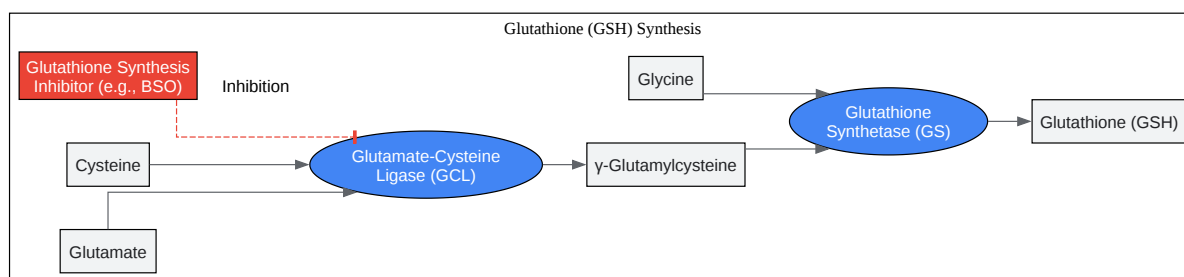 Glutathione (GSH) Synthesis
Glutathione Synthesis
Inhibitor (e.g., BSO)
Inhibition
Glycine
Glutathione
Synthetase (GS)
Glutathione (GSH)
Cysteine
Glutamate-Cysteine
Ligase (GCL)
γ-Glutamylcysteine
Glutamate